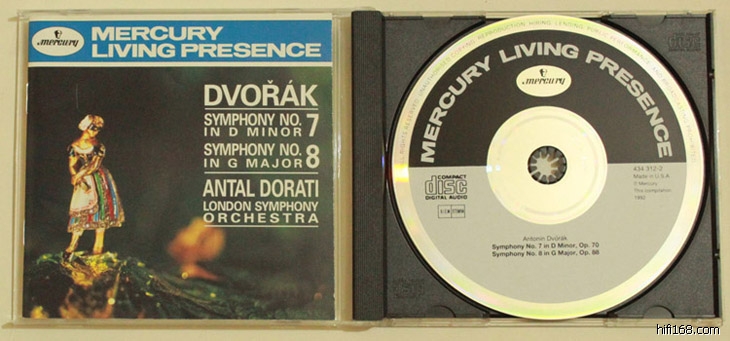 mercury
MERCURY
LIVING PRESENCE
DVOŘÁK
SYMPHONY NO. 7
IN D MINOR
SYMPHONY NO. 8
IN G MAJOR
ANTAL DORATI
LONDON SYMPHONY
ORCHESTRA
MERCURY LIVING PRESENCE
mercury
434 312-2
Made in U.S.A.
℗ Mercury
This compilation
COMPACT
disc
DIGITAL AUDIO
Antonín Dvořák
Symphony No. 7 in D Minor, Op. 70
Symphony No. 8 in G Major, Op. 88
hifi168.com